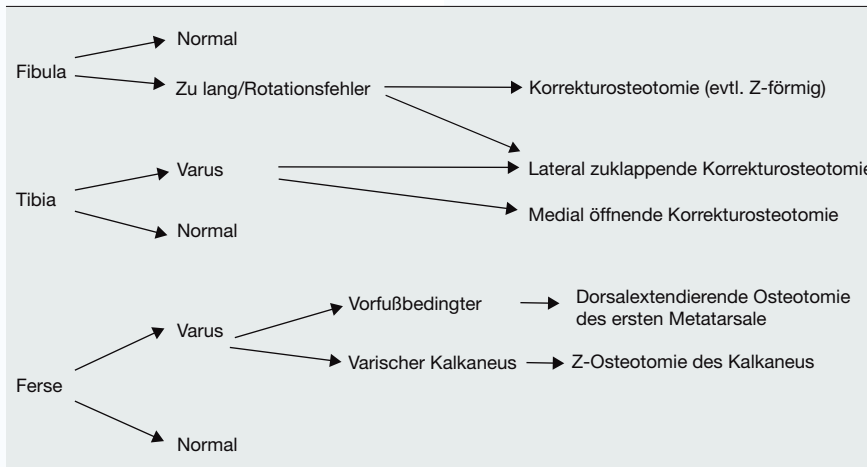 Normal
Fibula
Zu lang/Rotationsfehler
Korrekturosteotomie (evtl. Z-förmig)
Varus
Lateral zuklappende Korrekturosteotomie
Tibia
Medial öffnende Korrekturosteotomie
Normal
Vorfußbedingter
Dorsalextendierende Osteotomie
des ersten Metatarsale
Varus
Varischer Kalkaneus
Z-Osteotomie des Kalkaneus
Ferse
Normal